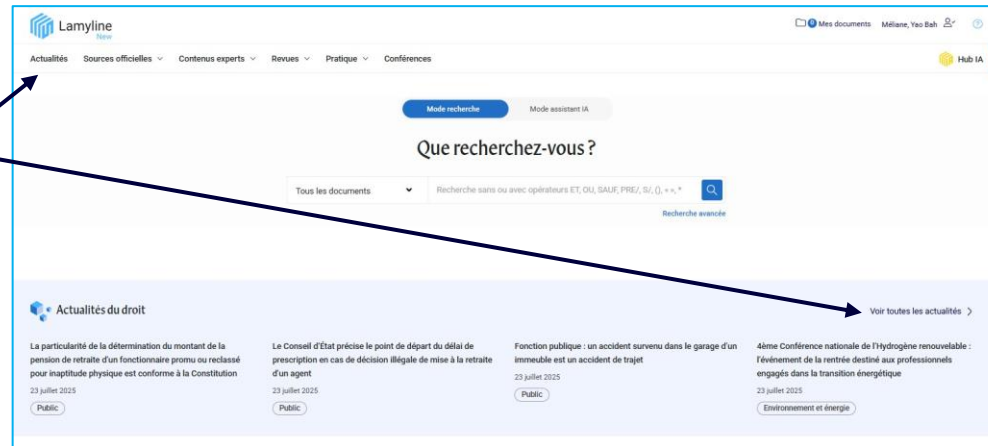 Lamyline
New
Mes documents Méliane, Yao Bah
Actualités Sources officielles Contenus experts Revues Pratique Conférences Hub IA
Mode recherche Mode assistant IA
Que recherchez-vous ?
Tous les documents Recherche sans ou avec opérateurs ET, OU, SAUF, PRE/, S/, (), « », *
Recherche avancée
Actualités du droit Voir toutes les actualités
La particularité de la détermination du montant de la
pension de retraite d'un fonctionnaire promu ou reclassé
pour inaptitude physique est conforme à la Constitution
23 juillet 2025
Public
Le Conseil d'État précise le point de départ du délai de
prescription en cas de décision illégale de mise à la retraite
d'un agent
23 juillet 2025
Public
Fonction publique : un accident survenu dans le garage d'un
immeuble est un accident de trajet
23 juillet 2025
Public
4ème Conférence nationale de l'Hydrogène renouvelable :
l'événement de la rentrée destiné aux professionnels
engagés dans la transition énergétique
23 juillet 2025
Environnement et énergie